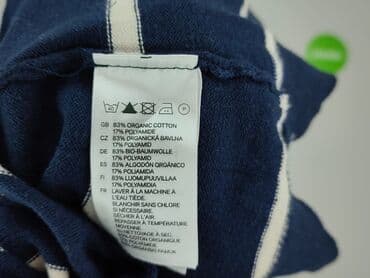 GB 83% ORGANIC COTTON
17% POLYAMIDE
CZ 83% ORGANICKÁ BAVLNA
17% POLYAMID
DE 83% BIO-BAUMWOLLE
17% POLYAMID
ES 83% ALGODÓN ORGÁNICO
17% POLIAMIDA
FI 83% LUOMUPUUVILLAA
17% POLYAMIDIA
FR LAVER À LA MACHINE À
L'EAU TIÈDE.
BLANCHIR SANS CHLORE
SI NÉCESSAIRE.
SÉCHER À L'AIR.
REPASSER À TEMPÉRATURE
MOYENNE.
NETTOYAGE À SEC.